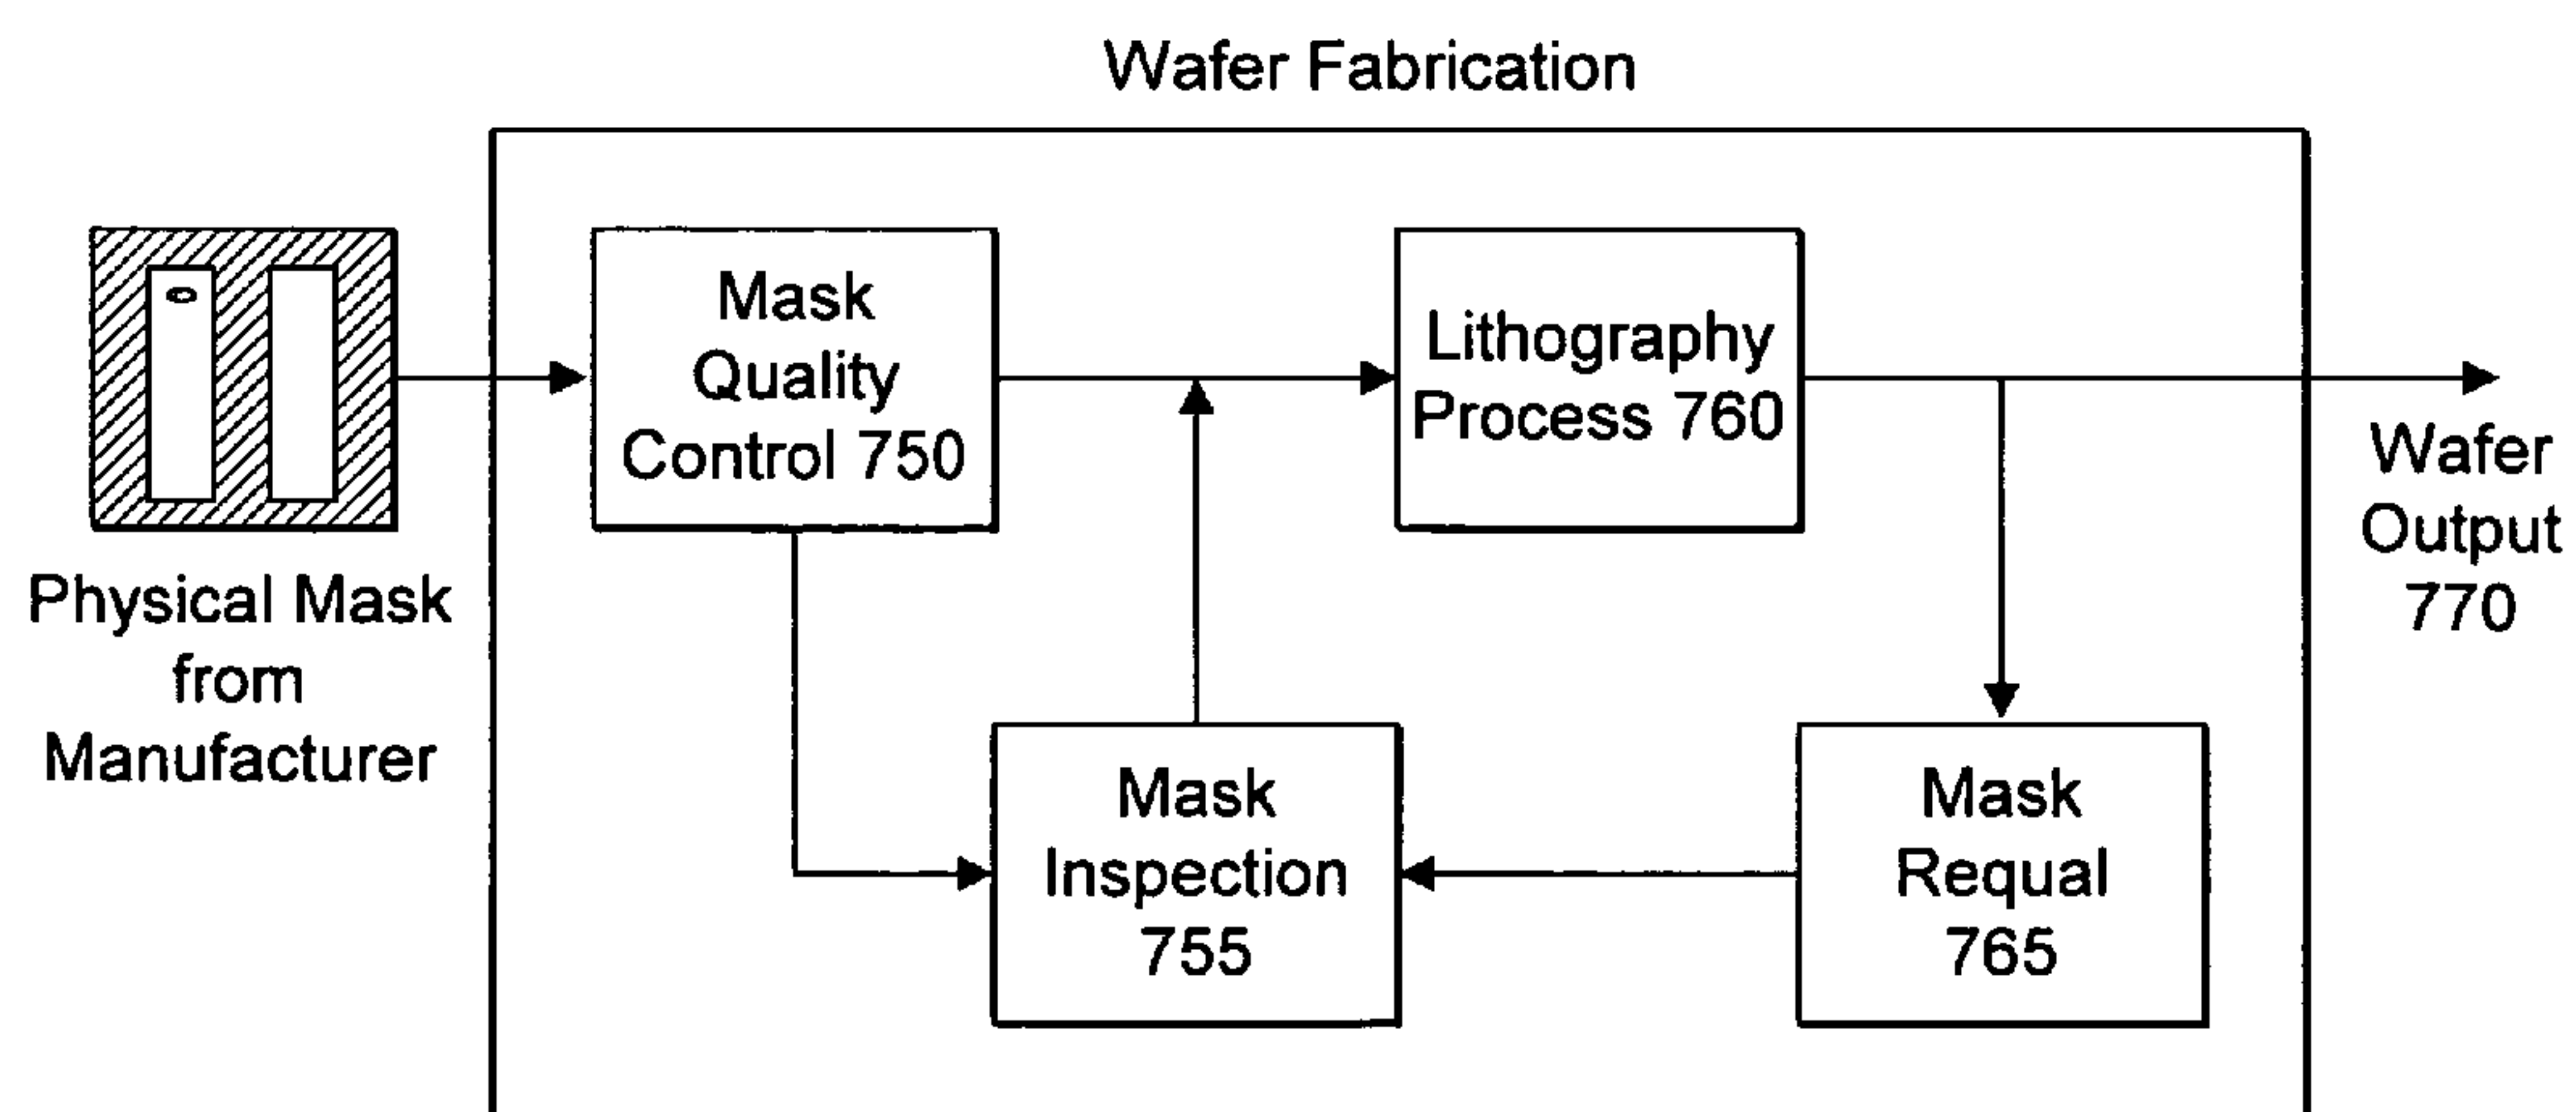 Wafer Fabrication
Physical Mask
from
Manufacturer
Mask
Quality
Control 750
Lithography
Process 760
Wafer
Output
770
Mask
Inspection
755
Mask
Requal
765